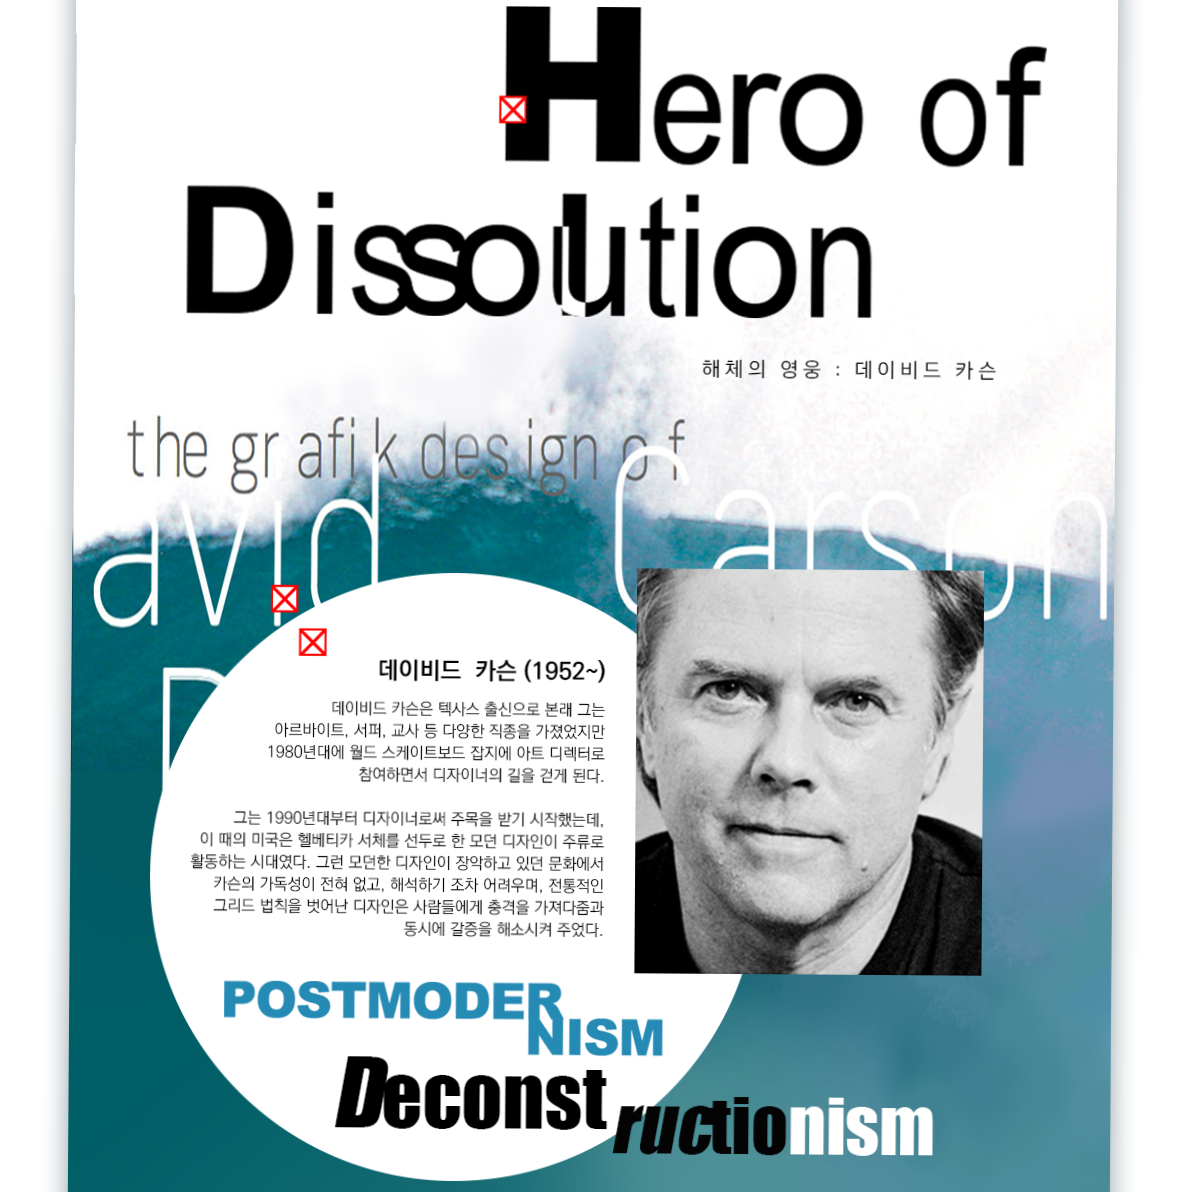 Hero of
Dissolution
해체의 영웅 : 데이비드 카슨
the grafik design of
avid Carson
D
데이비드 카슨 (1952~)
데이비드 카슨은 텍사스 출신으로 본래 그는
아르바이트, 서퍼, 교사 등 다양한 직종을 가졌었지만
1980년대에 월드 스케이트보드 잡지에 아트 디렉터로
참여하면서 디자이너의 길을 걷게 된다.
그는 1990년대부터 디자이너로써 주목을 받기 시작했는데,
이 때의 미국은 헬베티카 서체를 선두로 한 모던 디자인이 주류로
활동하는 시대였다. 그런 모던한 디자인이 장악하고 있던 문화에서
카슨의 가독성이 전혀 없고, 해석하기 조차 어려우며, 전통적인
그리드 법칙을 벗어난 디자인은 사람들에게 충격을 가져다줌과
동시에 갈증을 해소시켜 주었다.
POSTMODER
NISM
Deconst
ructionism